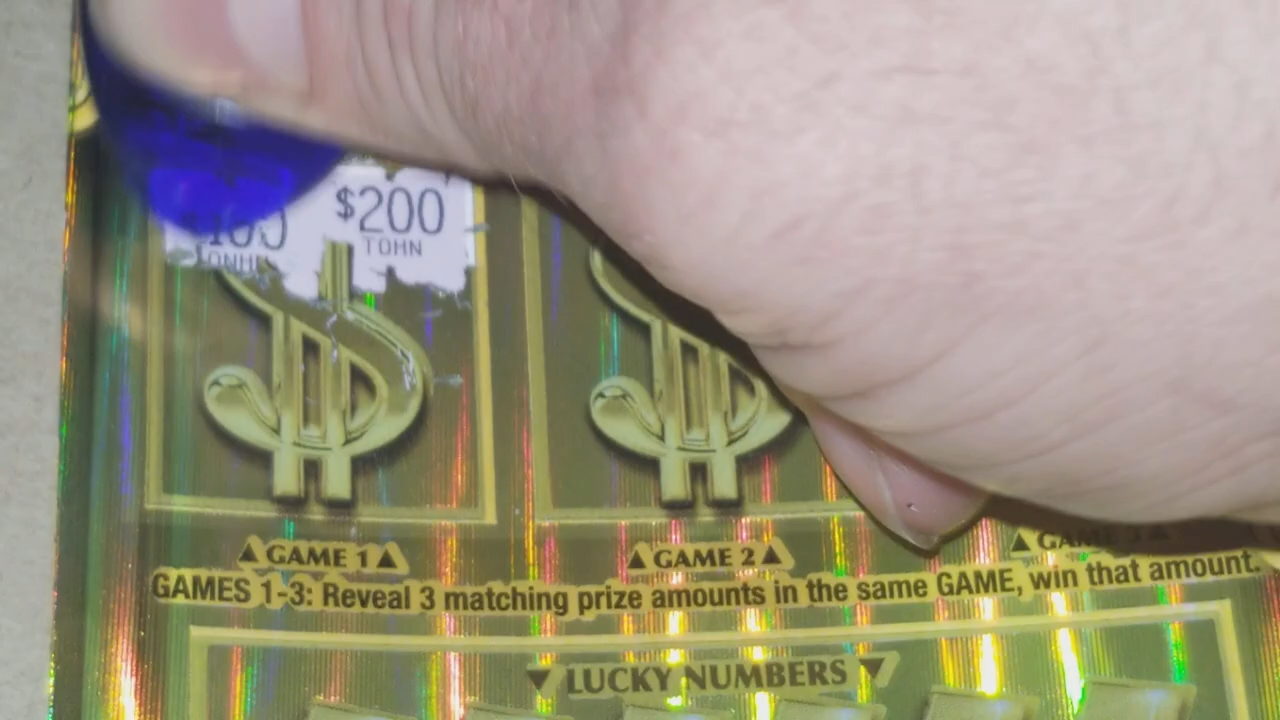 $100 $200
TOHN
GAME 1 GAME 2
GAMES 1-3: Reveal 3 matching prize amounts in the same GAME, win that amount.
LUCKY NUMBERS